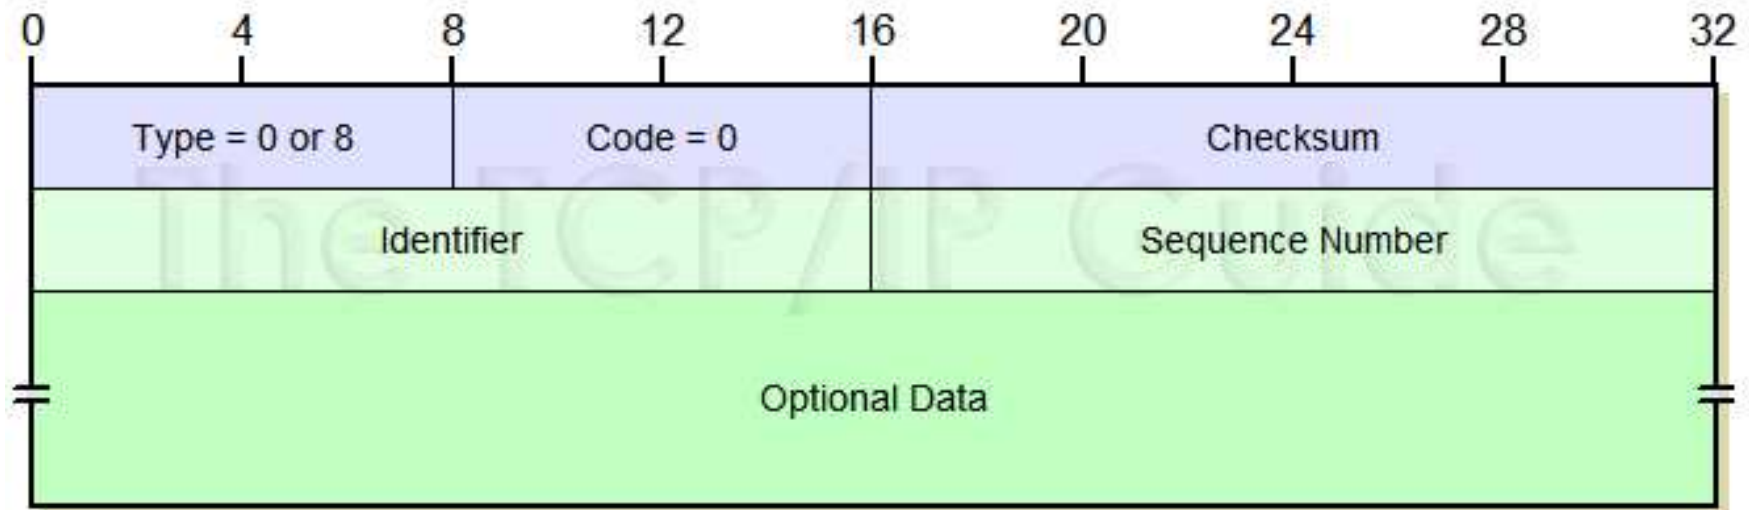 0 4 8 12 16 20 24 28 32
Type = 0 or 8 Code = 0 Checksum
The TCP/IP Guide
Identifier Sequence Number
Optional Data